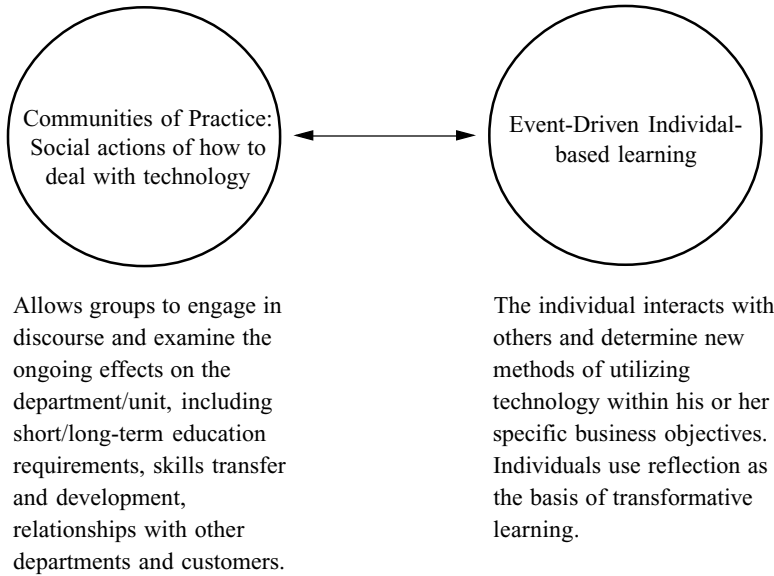 Communities of Practice:
Social actions of how to
deal with technology
Event-Driven Individal-
based learning
Allows groups to engage in
discourse and examine the
ongoing effects on the
department/unit, including
short/long-term education
requirements, skills transfer
and development,
relationships with other
departments and customers.
The individual interacts with
others and determine new
methods of utilizing
technology within his or her
specific business objectives.
Individuals use reflection as
the basis of transformative
learning.